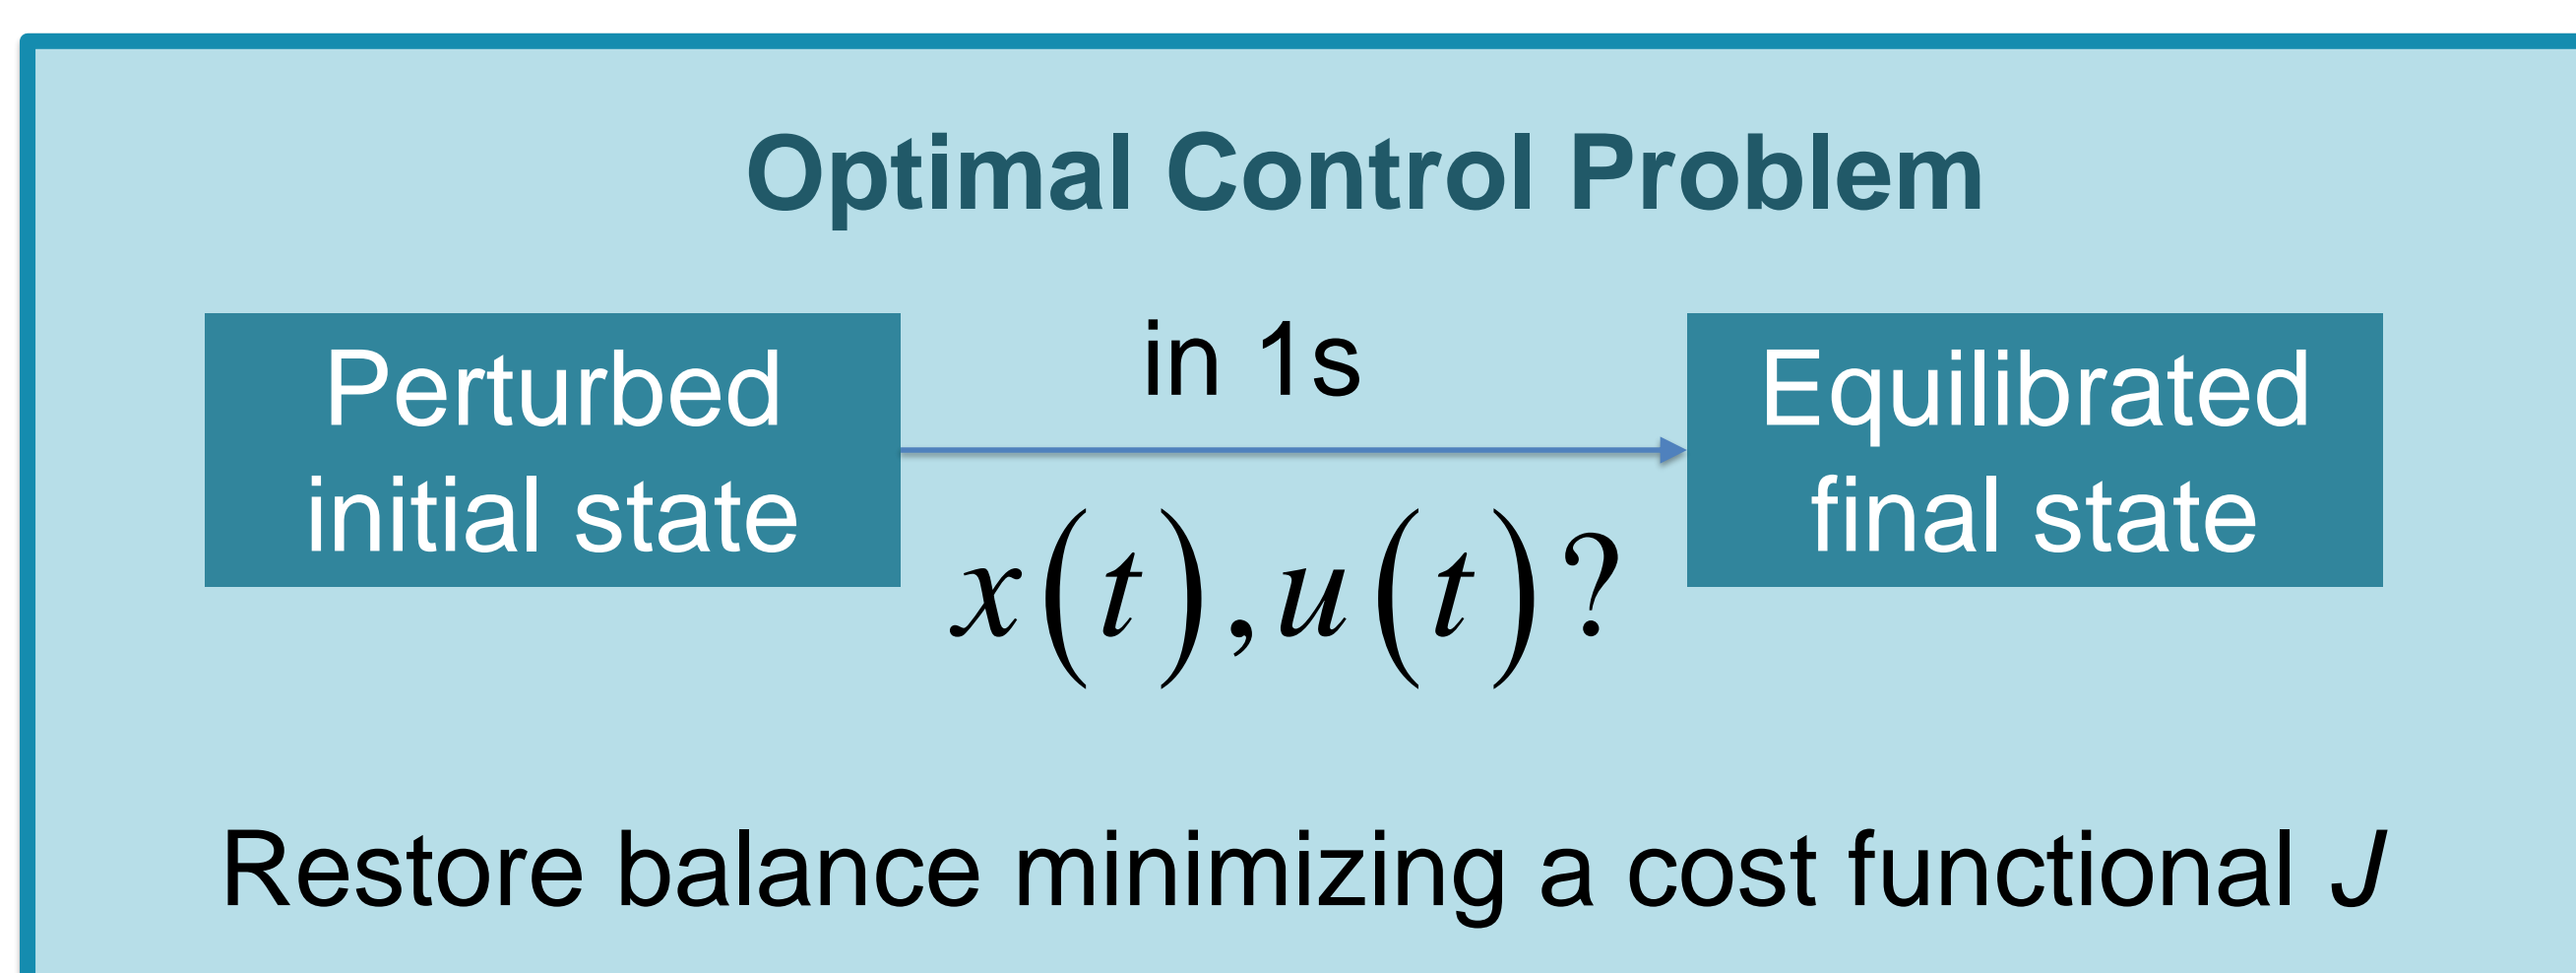 Optimal Control Problem
Perturbed
initial state
in 1s
x(t),u(t)?
Equilibrated
final state
Restore balance minimizing a cost functional J